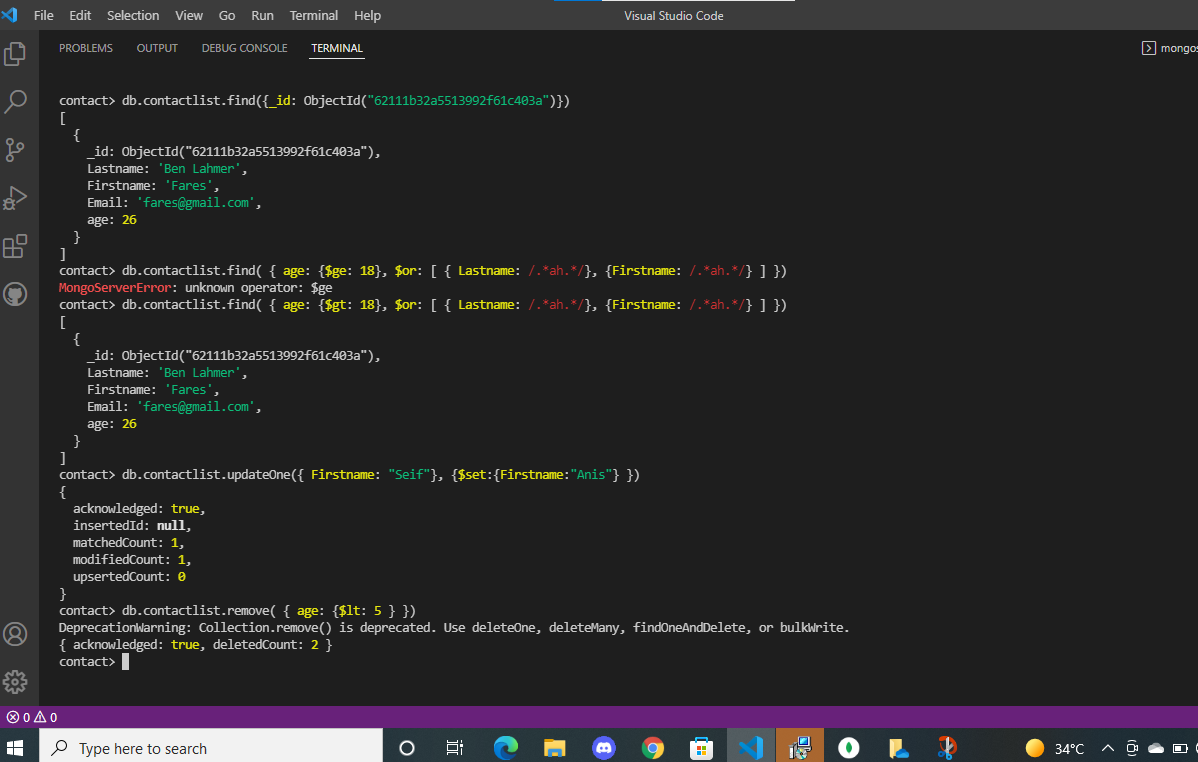 File Edit Selection View Go Run Terminal Help Visual Studio Code
PROBLEMS OUTPUT DEBUG CONSOLE TERMINAL mongos
contact> db.contactlist.find({_id: ObjectId("62111b32a5513992f61c403a")})
[
  {
    _id: ObjectId("62111b32a5513992f61c403a"),
    Lastname: 'Ben Lahmer',
    Firstname: 'Fares',
    Email: 'fares@gmail.com',
    age: 26
  }
]
contact> db.contactlist.find( { age: {$ge: 18}, $or: [ { Lastname: /.*ah.*/}, {Firstname: /.*ah.*/} ] })
MongoServerError: unknown operator: $ge
contact> db.contactlist.find( { age: {$gt: 18}, $or: [ { Lastname: /.*ah.*/}, {Firstname: /.*ah.*/} ] })
[
  {
    _id: ObjectId("62111b32a5513992f61c403a"),
    Lastname: 'Ben Lahmer',
    Firstname: 'Fares',
    Email: 'fares@gmail.com',
    age: 26
  }
]
contact> db.contactlist.updateOne({ Firstname: "Seif"}, {$set:{Firstname:"Anis"} })
{
  acknowledged: true,
  insertedId: null,
  matchedCount: 1,
  modifiedCount: 1,
  upsertedCount: 0
}
contact> db.contactlist.remove( { age: {$lt: 5 } })
DeprecationWarning: Collection.remove() is deprecated. Use deleteOne, deleteMany, findOneAndDelete, or bulkWrite.
{ acknowledged: true, deletedCount: 2 }
contact>
0 0
Type here to search 34°C